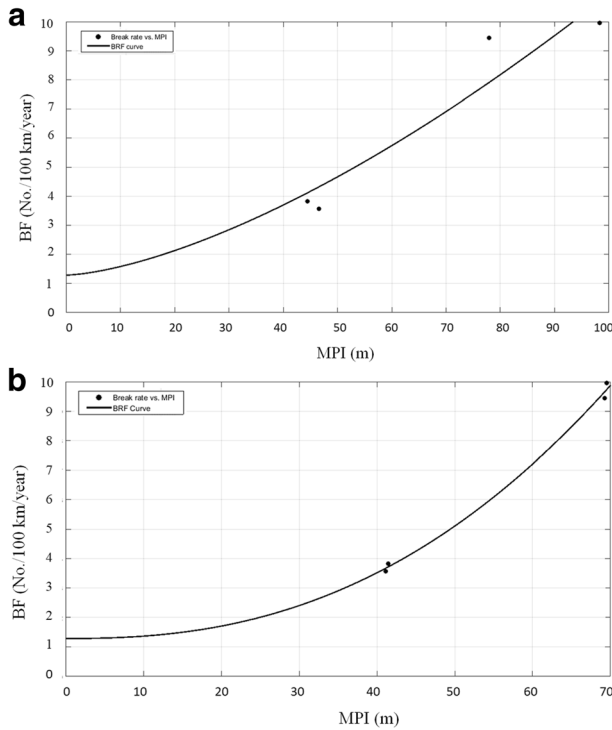 a
10
9
8
7
6
5
4
3
2
1
0
BF (No./100 km/year)
Break rate vs. MPI
BRF curve
0 10 20 30 40 50 60 70 80 90 100
MPI (m)
b
10
9
8
7
6
5
4
3
2
1
0
BF (No./100 km/year)
Break rate vs. MPI
BRF Curve
0 10 20 30 40 50 60 70
MPI (m)